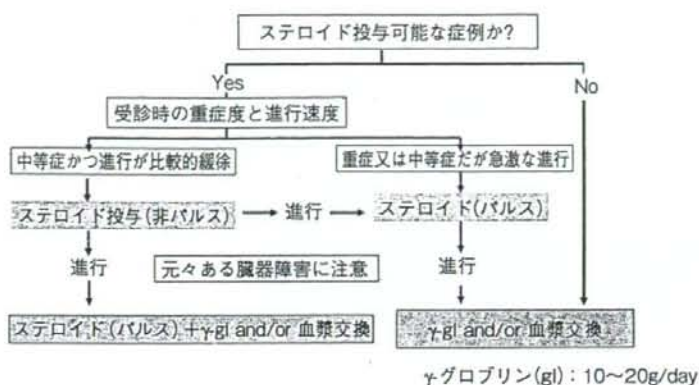 ステロイド投与可能な症例か?
Yes
No
受診時の重症度と進行速度
中等症かつ進行が比較的緩徐
重症又は中等症だが急激な進行
ステロイド投与(非パルス)
進行
ステロイド(パルス)
進行
元々ある臓器障害に注意
進行
ステロイド(パルス)+γ-gl and/or 血漿交換
γ-gl and/or 血漿交換
γ-グロブリン(gl):10〜20g/day